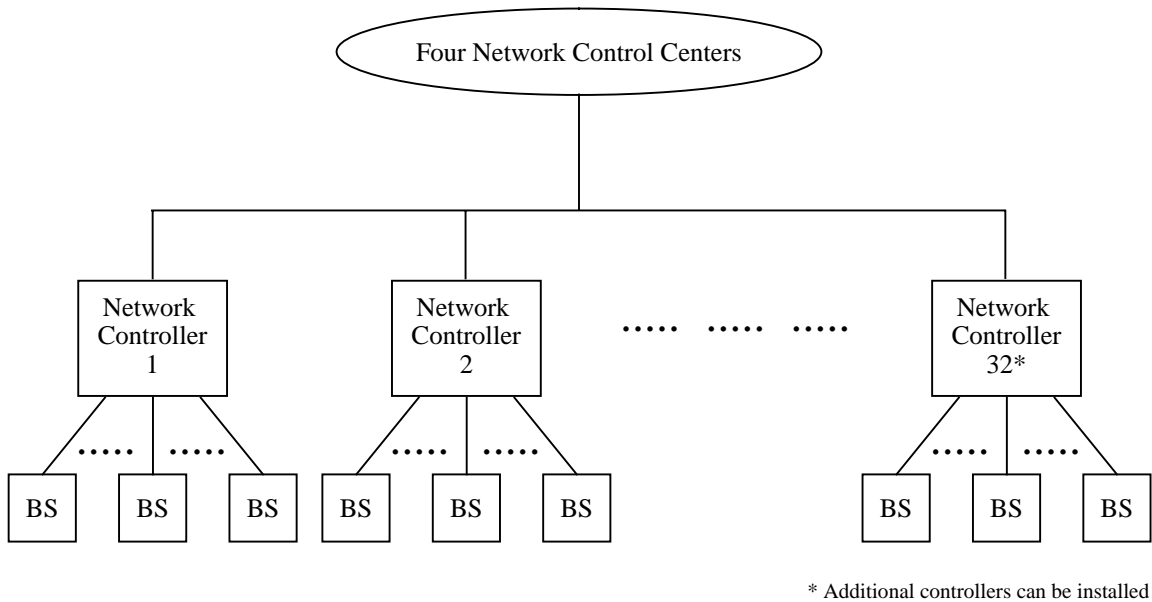 Four Network Control Centers
Network
Controller
1
Network
Controller
2
..... ..... .....
Network
Controller
32*
..... .....
..... .....
..... .....
BS BS BS BS BS BS BS BS BS
* Additional controllers can be installed